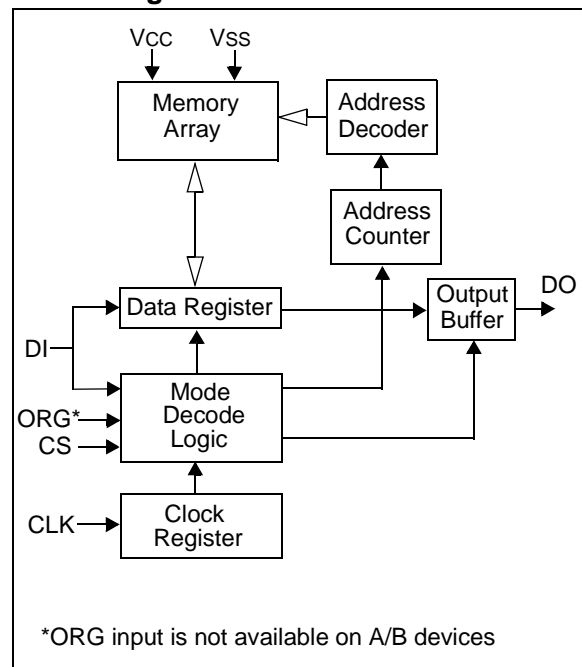 VCC
VSS
Memory
Array
Address
Decoder
Address
Counter
Data Register
Output
Buffer
DO
DI
Mode
Decode
Logic
ORG*
CS
CLK
Clock
Register
*ORG input is not available on A/B devices